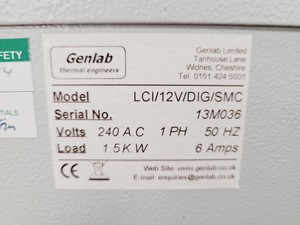 FETY
Genlab
thermal engineers
Genlab Limited
Tanhouse Lane
Widnes, Cheshire
Tel 0151 424 5001
Model LCI/12V/DIG/SMC
Serial No. 13M036
Volts 240 A.C 1 PH 50 HZ
Load 1.5K.W 6 Amps
CE
Web Site: www.genlab.co.uk
E-mail: enquiries@genlab.co.uk